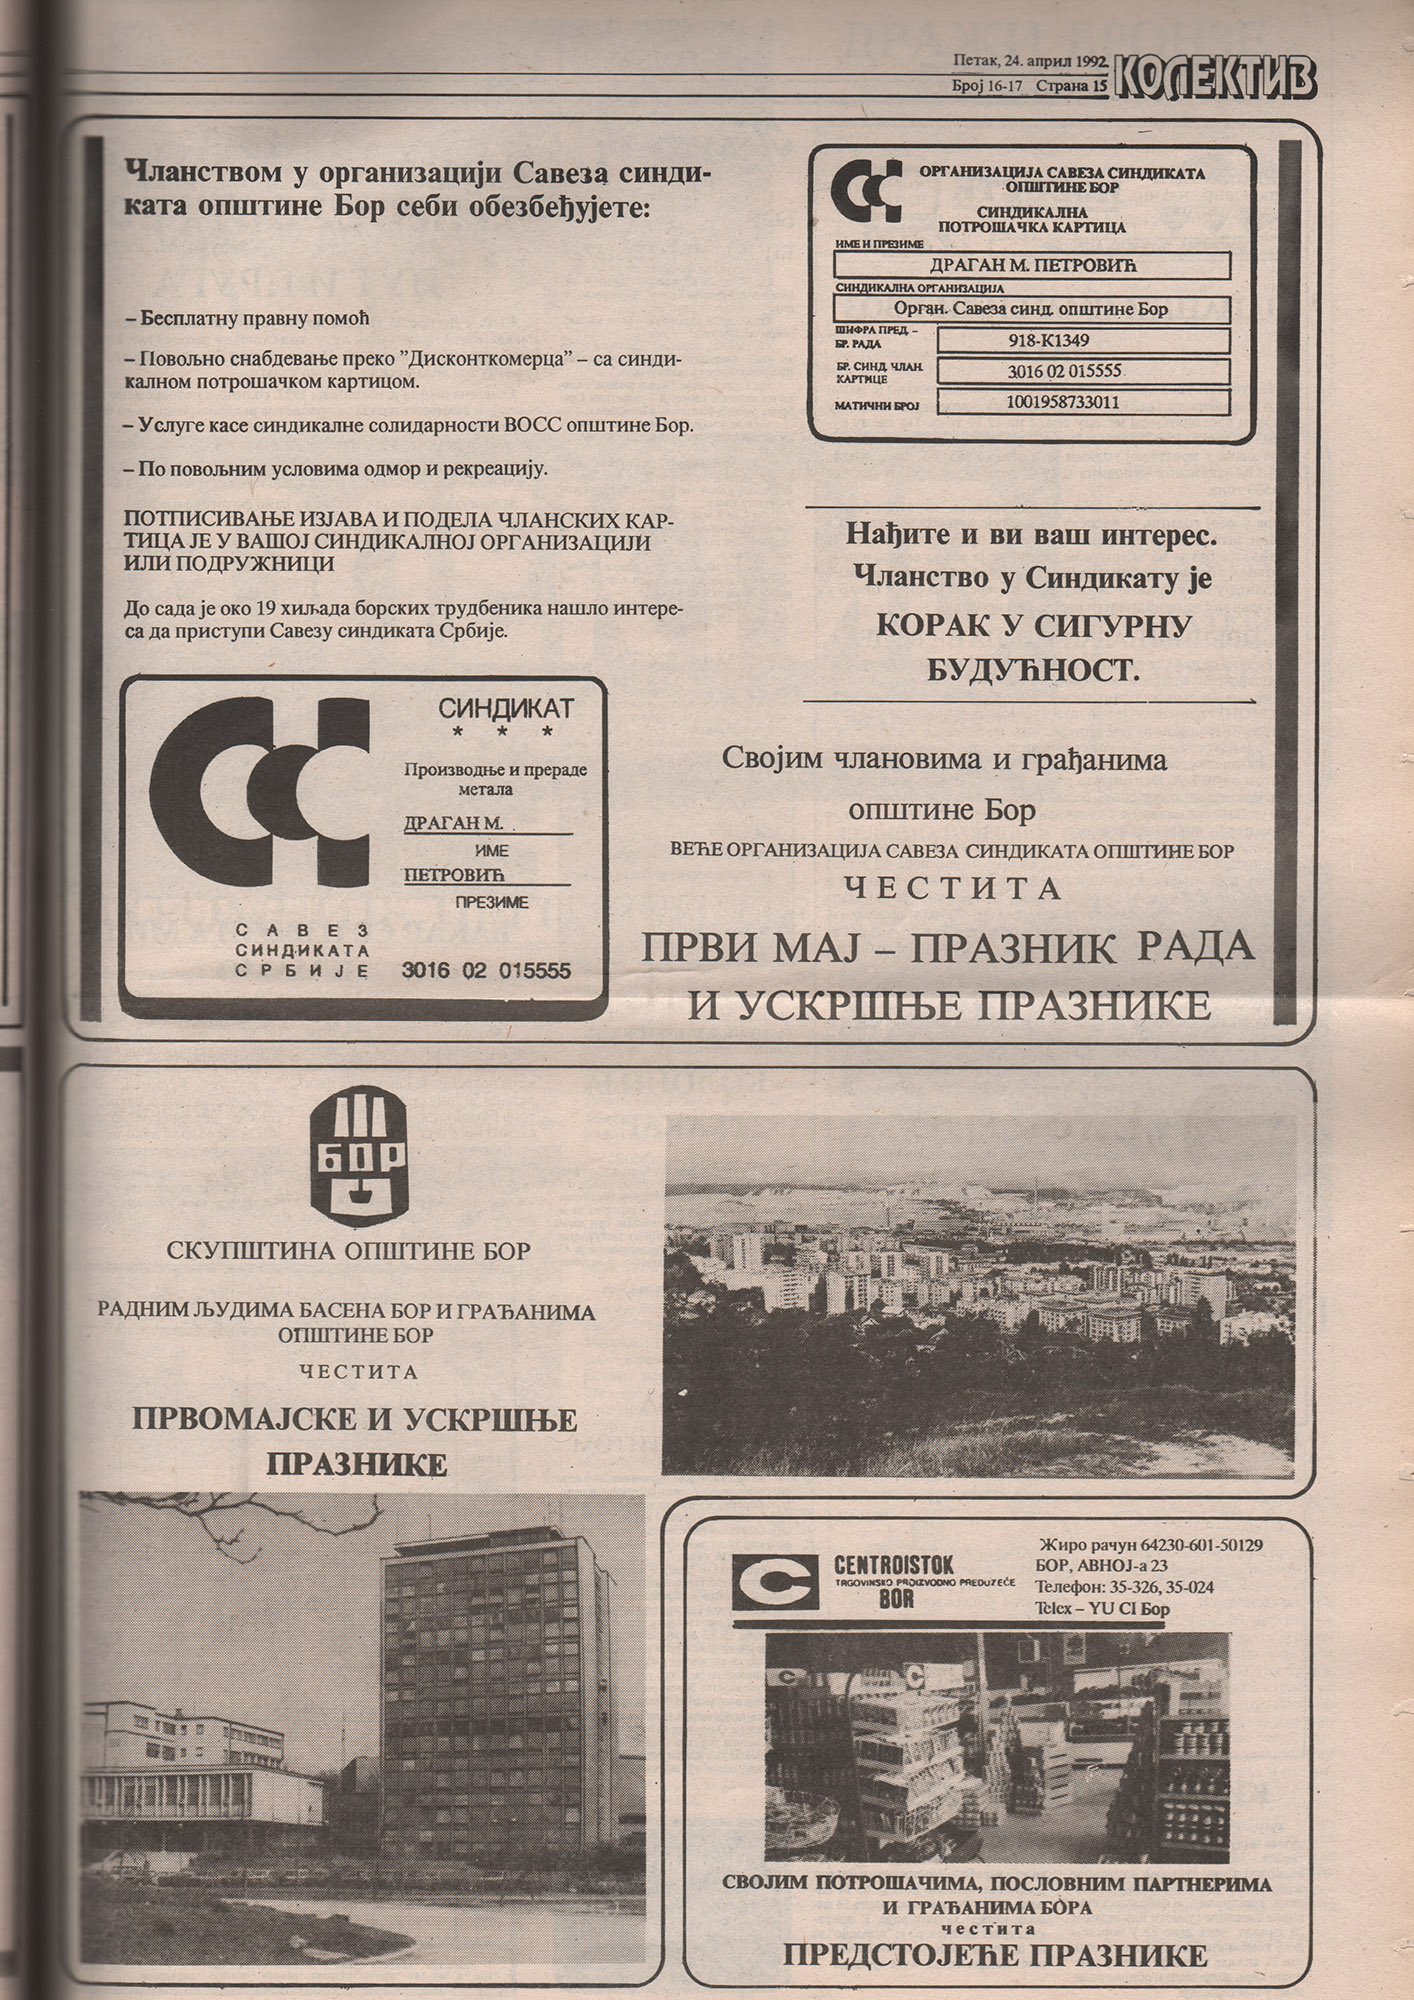 Петак, 24. април 1992.
Број 16-17 Страна 15
КОЛЕКТИВ
Чланством у организацији Савеза синди-
ката општине Бор себи обезбеђујете:
– Бесплатну правну помоћ
– Повољно снабдевање преко ”Дисконткомерца” – са синди-
калном потрошачком картицом.
– Услуге касе синдикалне солидарности ВОСС општине Бор.
– По повољним условима одмор и рекреацију.
ПОТПИСИВАЊЕ ИЗЈАВА И ПОДЕЛА ЧЛАНСКИХ КАР-
ТИЦА ЈЕ У ВАШОЈ СИНДИКАЛНОЈ ОРГАНИЗАЦИЈИ
ИЛИ ПОДРУЖНИЦИ
До сада је око 19 хиљада борских трудбеника нашло интере-
са да приступи Савезу синдиката Србије.
ОРГАНИЗАЦИЈА САВЕЗА СИНДИКАТА
ОПШТИНЕ БОР
СИНДИКАЛНА
ПОТРОШАЧКА КАРТИЦА
ИМЕ И ПРЕЗИМЕ
ДРАГАН М. ПЕТРОВИЋ
СИНДИКАЛНА ОРГАНИЗАЦИЈА
Орган. Савеза синд. општине Бор
ШИФРА ПРЕД. –
БР. РАДА
918-К1349
БР. СИНД. ЧЛАН.
КАРТИЦЕ
3016 02 015555
МАТИЧНИ БРОЈ
1001958733011
Нађите и ви ваш интерес.
Чланство у Синдикату је
КОРАК У СИГУРНУ
БУДУЋНОСТ.
СИНДИКАТ
* * *
Производње и прераде
метала
ДРАГАН М.
ИМЕ
ПЕТРОВИЋ
ПРЕЗИМЕ
САВЕЗ
СИНДИКАТА
СРБИЈЕ
3016 02 015555
Својим члановима и грађанима
општине Бор
ВЕЋЕ ОРГАНИЗАЦИЈА САВЕЗА СИНДИКАТА ОПШТИНЕ БОР
ЧЕСТИТА
ПРВИ МАЈ – ПРАЗНИК РАДА
И УСКРШЊЕ ПРАЗНИКЕ
БОР
СКУПШТИНА ОПШТИНЕ БОР
РАДНИМ ЉУДИМА БАСЕНА БОР И ГРАЂАНИМА
ОПШТИНЕ БОР
ЧЕСТИТА
ПРВОМАЈСКЕ И УСКРШЊЕ
ПРАЗНИКЕ
CENTROISTOK
TRGOVINSKO PROIZVODNO PREDUZEĆE
BOR
Жиро рачун 64230-601-50129
БОР, АВНОЈ-а 23
Телефон: 35-326, 35-024
Telex – YU CI Бор
СВОЈИМ ПОТРОШАЧИМА, ПОСЛОВНИМ ПАРТНЕРИМА
И ГРАЂАНИМА БОРА
честита
ПРЕДСТОЈЕЋЕ ПРАЗНИКЕ